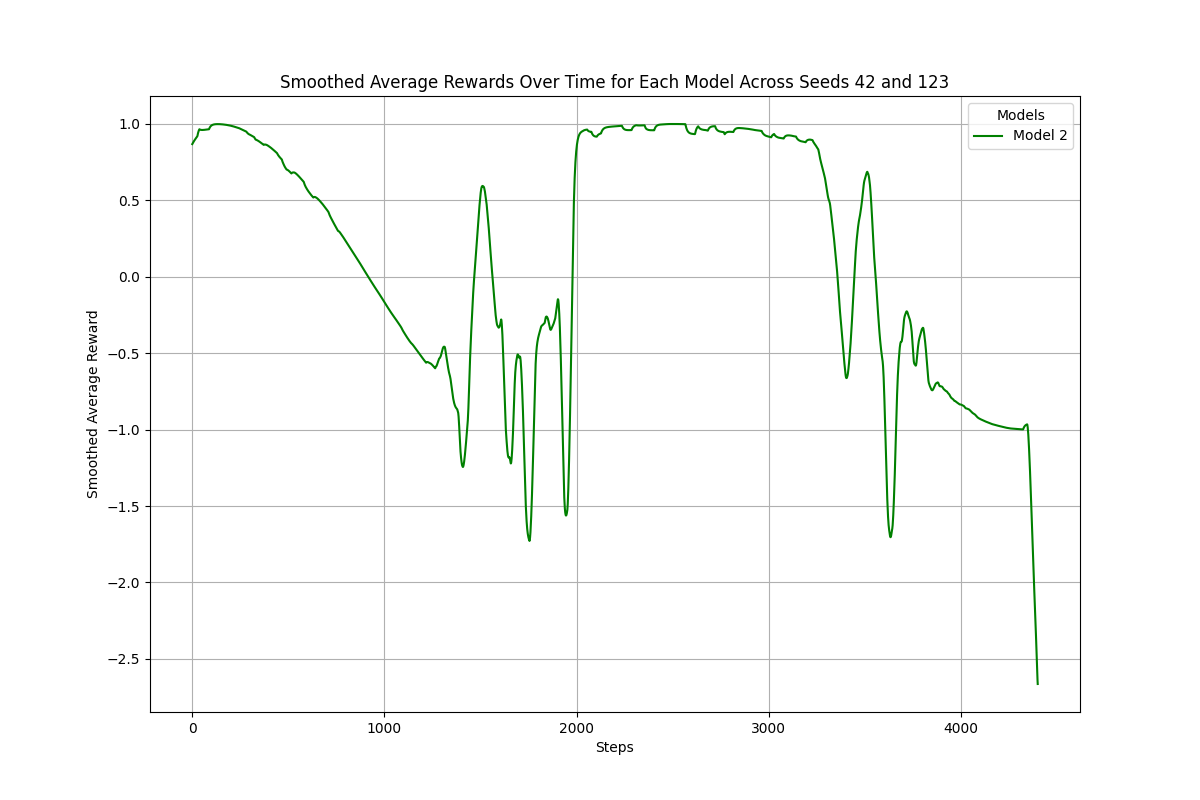 Smoothed Average Rewards Over Time for Each Model Across Seeds 42 and 123
Models
Model 2
1.0
0.5
0.0
−0.5
−1.0
−1.5
−2.0
−2.5
Smoothed Average Reward
0
1000
2000
3000
4000
Steps